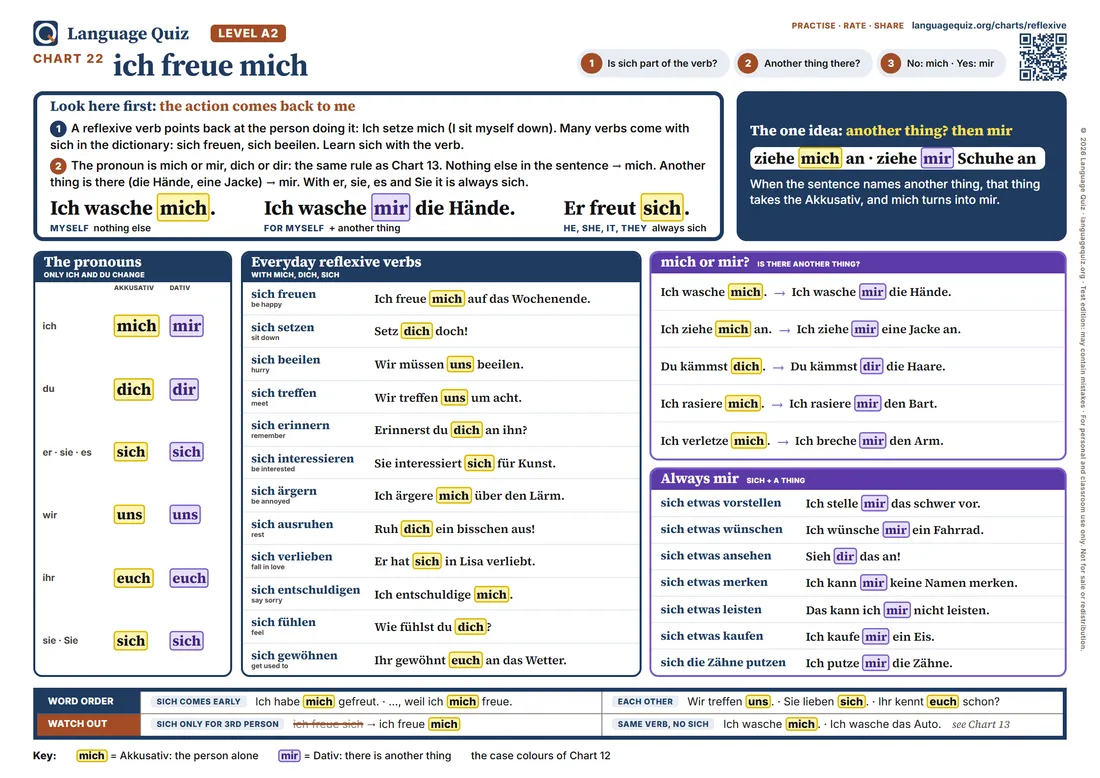 Language Quiz LEVEL A2
PRACTISE · RATE · SHARE languagequiz.org/charts/reflexive
CHART 22 ich freue mich
1 Is sich part of the verb? 2 Another thing there? 3 No: mich · Yes: mir
Look here first: the action comes back to me
1 A reflexive verb points back at the person doing it: Ich setze mich (I sit myself down). Many verbs come with
sich in the dictionary: sich freuen, sich beeilen. Learn sich with the verb.
2 The pronoun is mich or mir, dich or dir: the same rule as Chart 13. Nothing else in the sentence → mich. Another
thing is there (die Hände, eine Jacke) → mir. With er, sie, es and Sie it is always sich.
Ich wasche mich. Ich wasche mir die Hände. Er freut sich.
MYSELF nothing else FOR MYSELF + another thing HE, SHE, IT, THEY always sich
The one idea: another thing? then mir
ziehe mich an · ziehe mir Schuhe an
When the sentence names another thing, that thing
takes the Akkusativ, and mich turns into mir.
The pronouns
ONLY ICH AND DU CHANGE
AKKUSATIV DATIV
ich mich mir
du dich dir
er · sie · es sich sich
wir uns uns
ihr euch euch
sie · Sie sich sich
Everyday reflexive verbs
WITH MICH, DICH, SICH
sich freuen Ich freue mich auf das Wochenende.
be happy
sich setzen Setz dich doch!
sit down
sich beeilen Wir müssen uns beeilen.
hurry
sich treffen Wir treffen uns um acht.
meet
sich erinnern Erinnerst du dich an ihn?
remember
sich interessieren Sie interessiert sich für Kunst.
be interested
sich ärgern Ich ärgere mich über den Lärm.
be annoyed
sich ausruhen Ruh dich ein bisschen aus!
rest
sich verlieben Er hat sich in Lisa verliebt.
fall in love
sich entschuldigen Ich entschuldige mich.
say sorry
sich fühlen Wie fühlst du dich?
feel
sich gewöhnen Ihr gewöhnt euch an das Wetter.
get used to
mich or mir? IS THERE ANOTHER THING?
Ich wasche mich. → Ich wasche mir die Hände.
Ich ziehe mich an. → Ich ziehe mir eine Jacke an.
Du kämmst dich. → Du kämmst dir die Haare.
Ich rasiere mich. → Ich rasiere mir den Bart.
Ich verletze mich. → Ich breche mir den Arm.
Always mir SICH + A THING
sich etwas vorstellen Ich stelle mir das schwer vor.
sich etwas wünschen Ich wünsche mir ein Fahrrad.
sich etwas ansehen Sieh dir das an!
sich etwas merken Ich kann mir keine Namen merken.
sich etwas leisten Das kann ich mir nicht leisten.
sich etwas kaufen Ich kaufe mir ein Eis.
sich die Zähne putzen Ich putze mir die Zähne.
WORD ORDER SICH COMES EARLY Ich habe mich gefreut. · …, weil ich mich freue. EACH OTHER Wir treffen uns. · Sie lieben sich. · Ihr kennt euch schon?
WATCH OUT SICH ONLY FOR 3RD PERSON ich freue sich → ich freue mich SAME VERB, NO SICH Ich wasche mich. · Ich wasche das Auto. see Chart 13
Key: mich = Akkusativ: the person alone mir = Dativ: there is another thing the case colours of Chart 12
© 2026 Language Quiz · languagequiz.org · Test edition: may contain mistakes · For personal and classroom use only. Not for sale or redistribution.